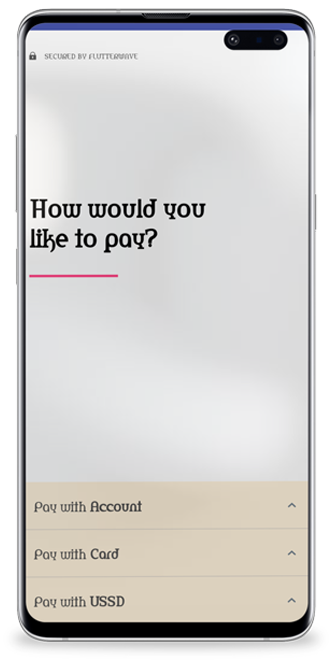 SECURED BY FLUTTERWAVE
How would you
like to pay?
Pay with Account
Pay with Card
Pay with USSD